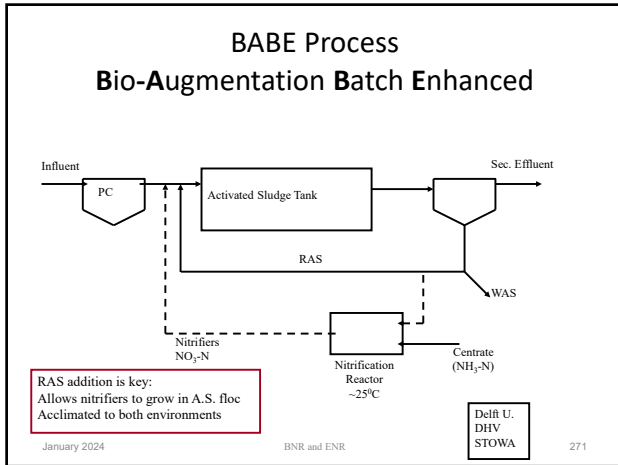 BABE Process
Bio-Augmentation Batch Enhanced
Influent
PC
Activated Sludge Tank
Sec. Effluent
RAS
WAS
Nitrifiers
NO₃-N
Nitrification
Reactor
~25⁰C
Centrate
(NH₃-N)
RAS addition is key:
Allows nitrifiers to grow in A.S. floc
Acclimated to both environments
Delft U.
DHV
STOWA
January 2024
BNR and ENR
271